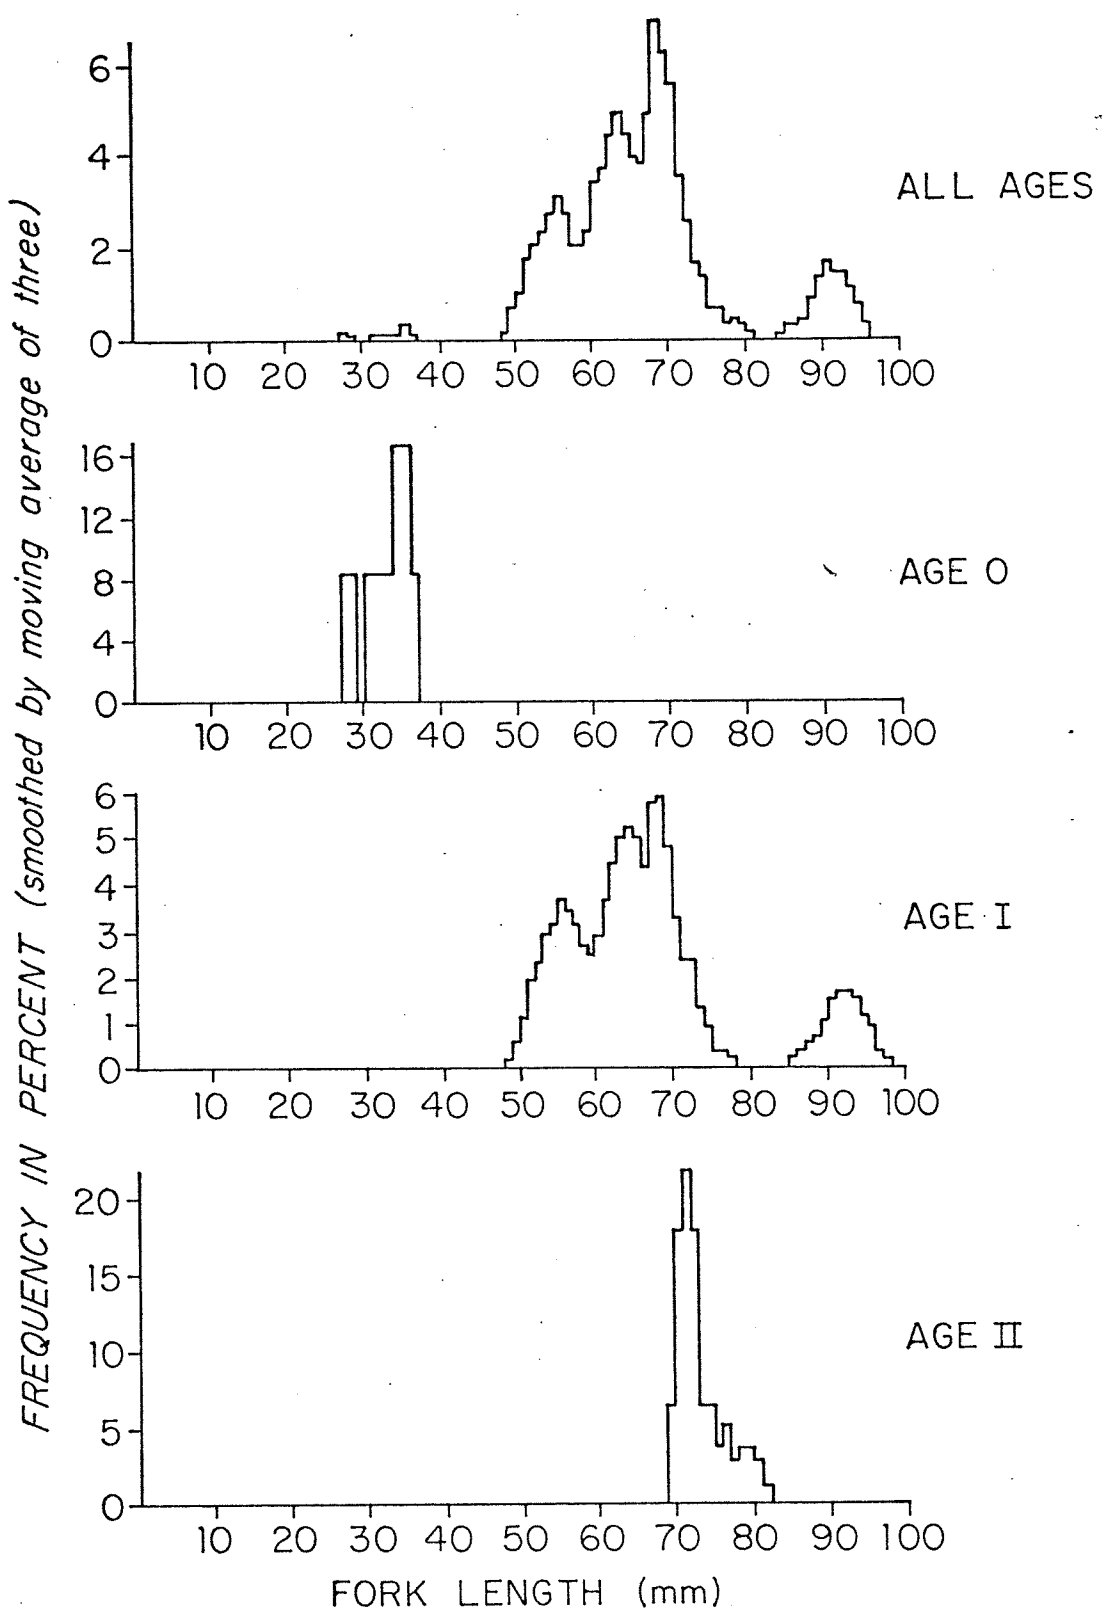 FREQUENCY IN PERCENT (smoothed by moving average of three)
6
4
2
0
10 20 30 40 50 60 70 80 90 100
ALL AGES
16
12
8
4
0
10 20 30 40 50 60 70 80 90 100
AGE O
6
5
4
3
2
1
0
10 20 30 40 50 60 70 80 90 100
AGE I
20
15
10
5
0
10 20 30 40 50 60 70 80 90 100
AGE II
FORK LENGTH (mm)